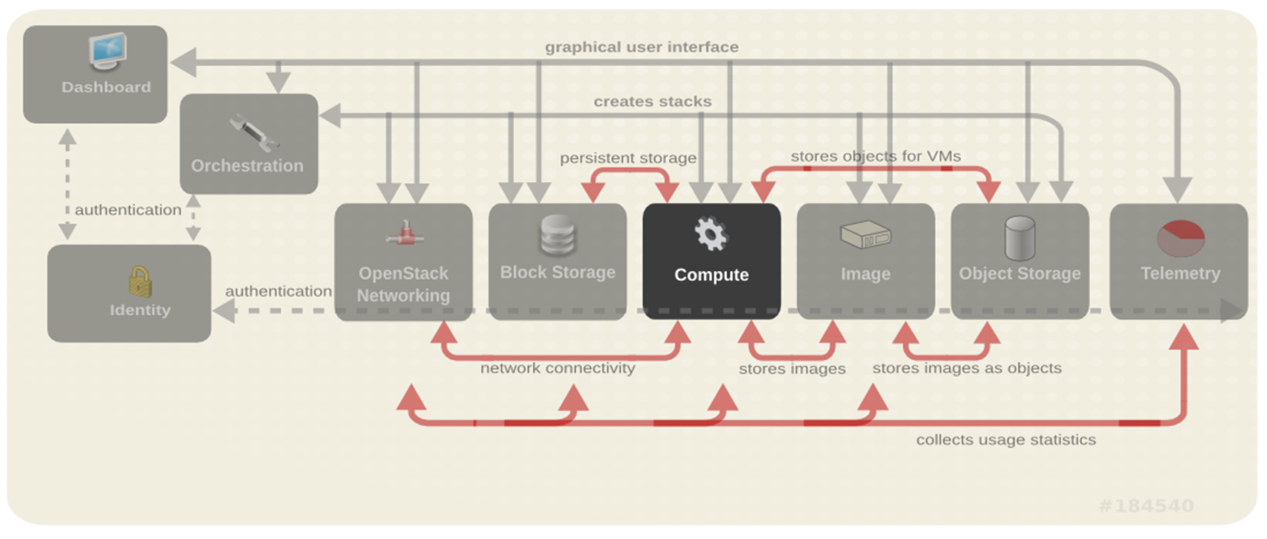 graphical user interface
Dashboard
creates stacks
Orchestration
persistent storage
stores objects for VMs
authentication
OpenStack
Networking
Block Storage
Compute
Image
Object Storage
Telemetry
authentication
Identity
network connectivity
stores images
stores images as objects
collects usage statistics
#184540